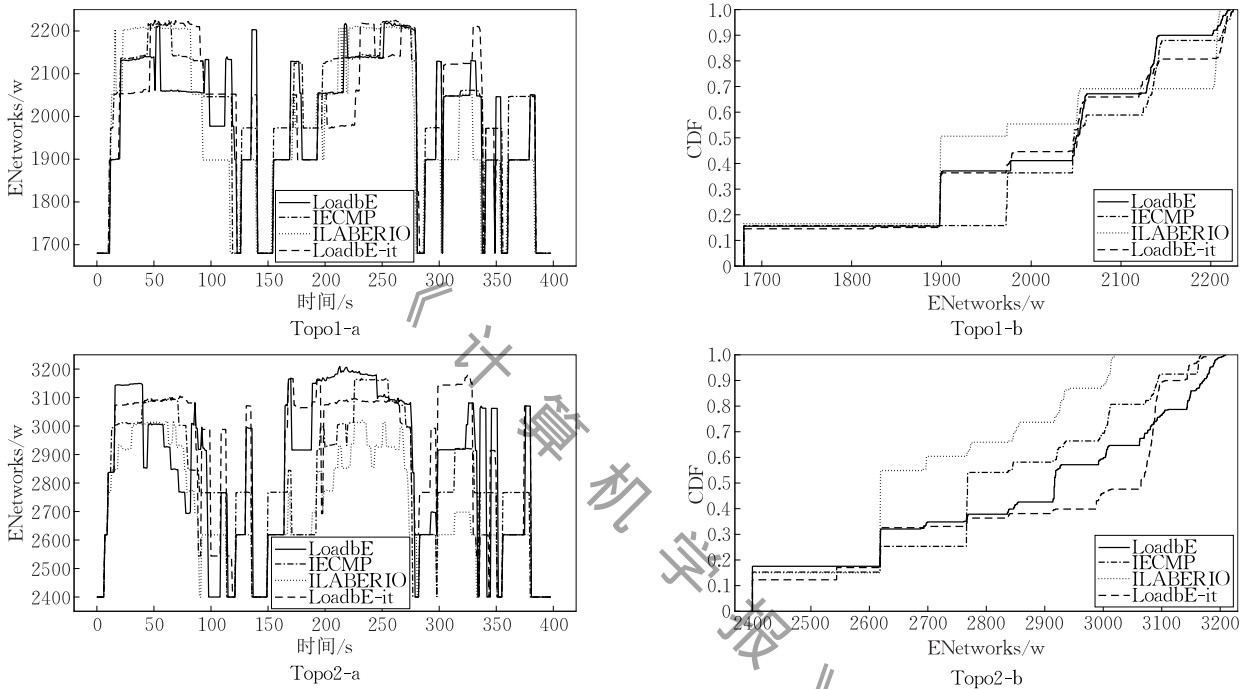 ENetworks/w
2200
2100
2000
1900
1800
1700
LoadbE
IECMP
ILABERIO
LoadbE-it
0 50 100 150 200 250 300 350 400
时间/s
Topo1-a
CDF
1.0
0.9
0.8
0.7
0.6
0.5
0.4
0.3
0.2
0.1
0
LoadbE
IECMP
ILABERIO
LoadbE-it
1700 1800 1900 2000 2100 2200
ENetworks/w
Topo1-b
ENetworks/w
3200
3100
3000
2900
2800
2700
2600
2500
2400
LoadbE
IECMP
ILABERIO
LoadbE-it
0 50 100 150 200 250 300 350 400
时间/s
Topo2-a
CDF
1.0
0.9
0.8
0.7
0.6
0.5
0.4
0.3
0.2
0.1
0
LoadbE
IECMP
ILABERIO
LoadbE-it
2400 2500 2600 2700 2800 2900 3000 3100 3200
ENetworks/w
Topo2-b
《计算机学报》